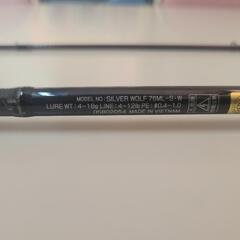 MODEL NO: SILVER WOLF 76ML-S・W
LURE WT: 4-18g LINE: 4-12lb PE: #0.4-1.0
05802054 MADE IN VIETNAM